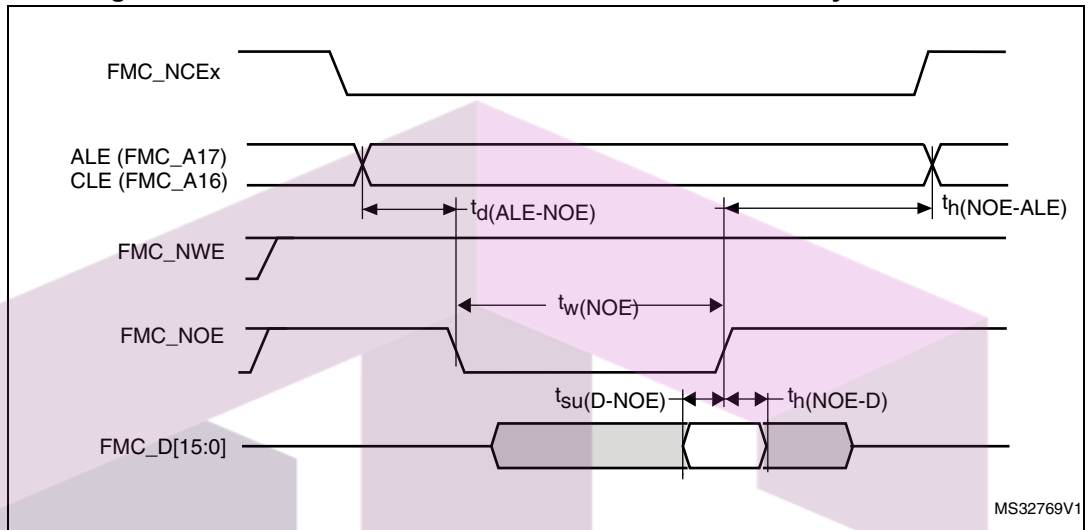 FMC_NCEx
ALE (FMC_A17)
CLE (FMC_A16)
td(ALE-NOE)
th(NOE-ALE)
FMC_NWE
tw(NOE)
FMC_NOE
tsu(D-NOE)
th(NOE-D)
FMC_D[15:0]
MS32769V1